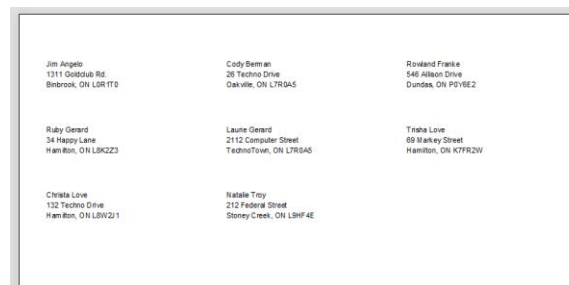 Jim Angelo
1311 Goldclub Rd.
Binbrook, ON L0R1T0
Cody Berman
26 Techno Drive
Oakville, ON L7R0A5
Rowland Franke
546 Allison Drive
Dundas, ON P0Y6E2
Ruby Gerard
34 Happy Lane
Hamilton, ON L8K2Z3
Laurie Gerard
2112 Computer Street
TechnoTown, ON L7R0A5
Trisha Love
69 Markey Street
Hamilton, ON K7FR2W
Christa Love
132 Techno Drive
Hamilton, ON L8W2J1
Natalie Troy
212 Federal Street
Stoney Creek, ON L9HF4E